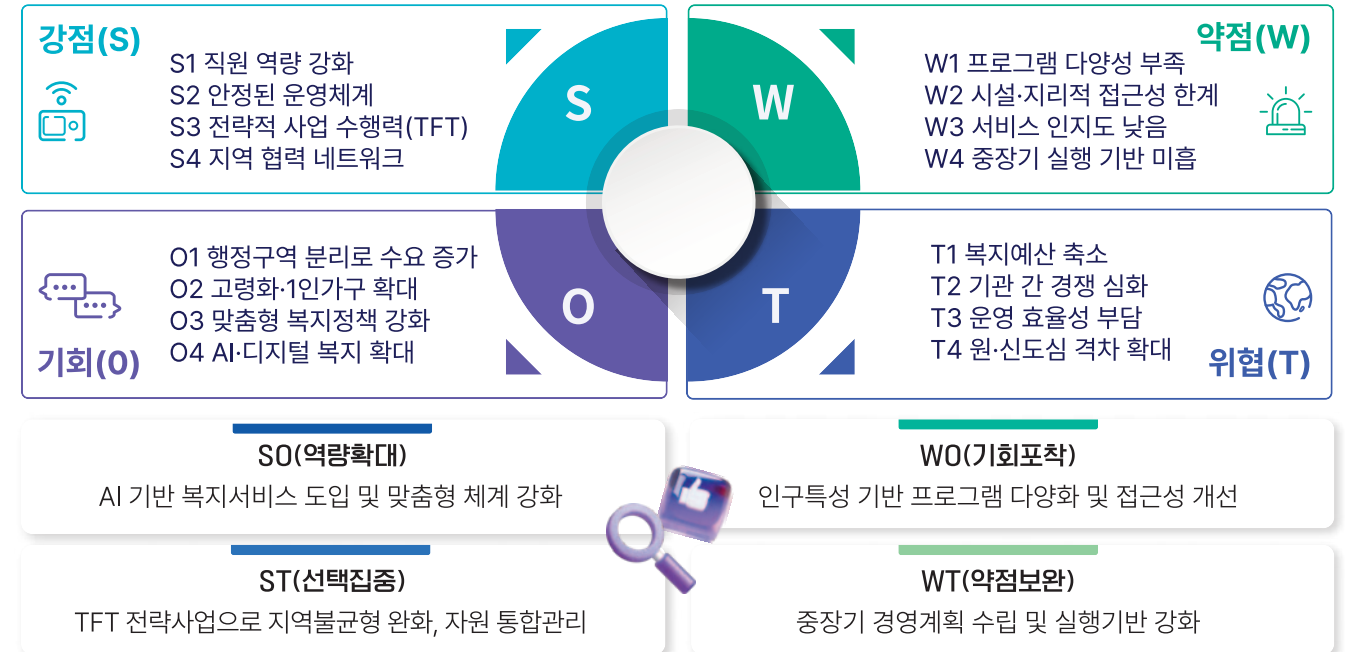 강점(S)
S1 직원 역량 강화
S2 안정된 운영체계
S3 전략적 사업 수행력(TFT)
S4 지역 협력 네트워크
S
W
약점(W)
W1 프로그램 다양성 부족
W2 시설·지리적 접근성 한계
W3 서비스 인지도 낮음
W4 중장기 실행 기반 미흡
기회(O)
O1 행정구역 분리로 수요 증가
O2 고령화·1인가구 확대
O3 맞춤형 복지정책 강화
O4 AI·디지털 복지 확대
O
T
T1 복지예산 축소
T2 기관 간 경쟁 심화
T3 운영 효율성 부담
T4 원·신도심 격차 확대
위협(T)
SO(역량확대)
AI 기반 복지서비스 도입 및 맞춤형 체계 강화
WO(기회포착)
인구특성 기반 프로그램 다양화 및 접근성 개선
ST(선택집중)
TFT 전략사업으로 지역불균형 완화, 자원 통합관리
WT(약점보완)
중장기 경영계획 수립 및 실행기반 강화